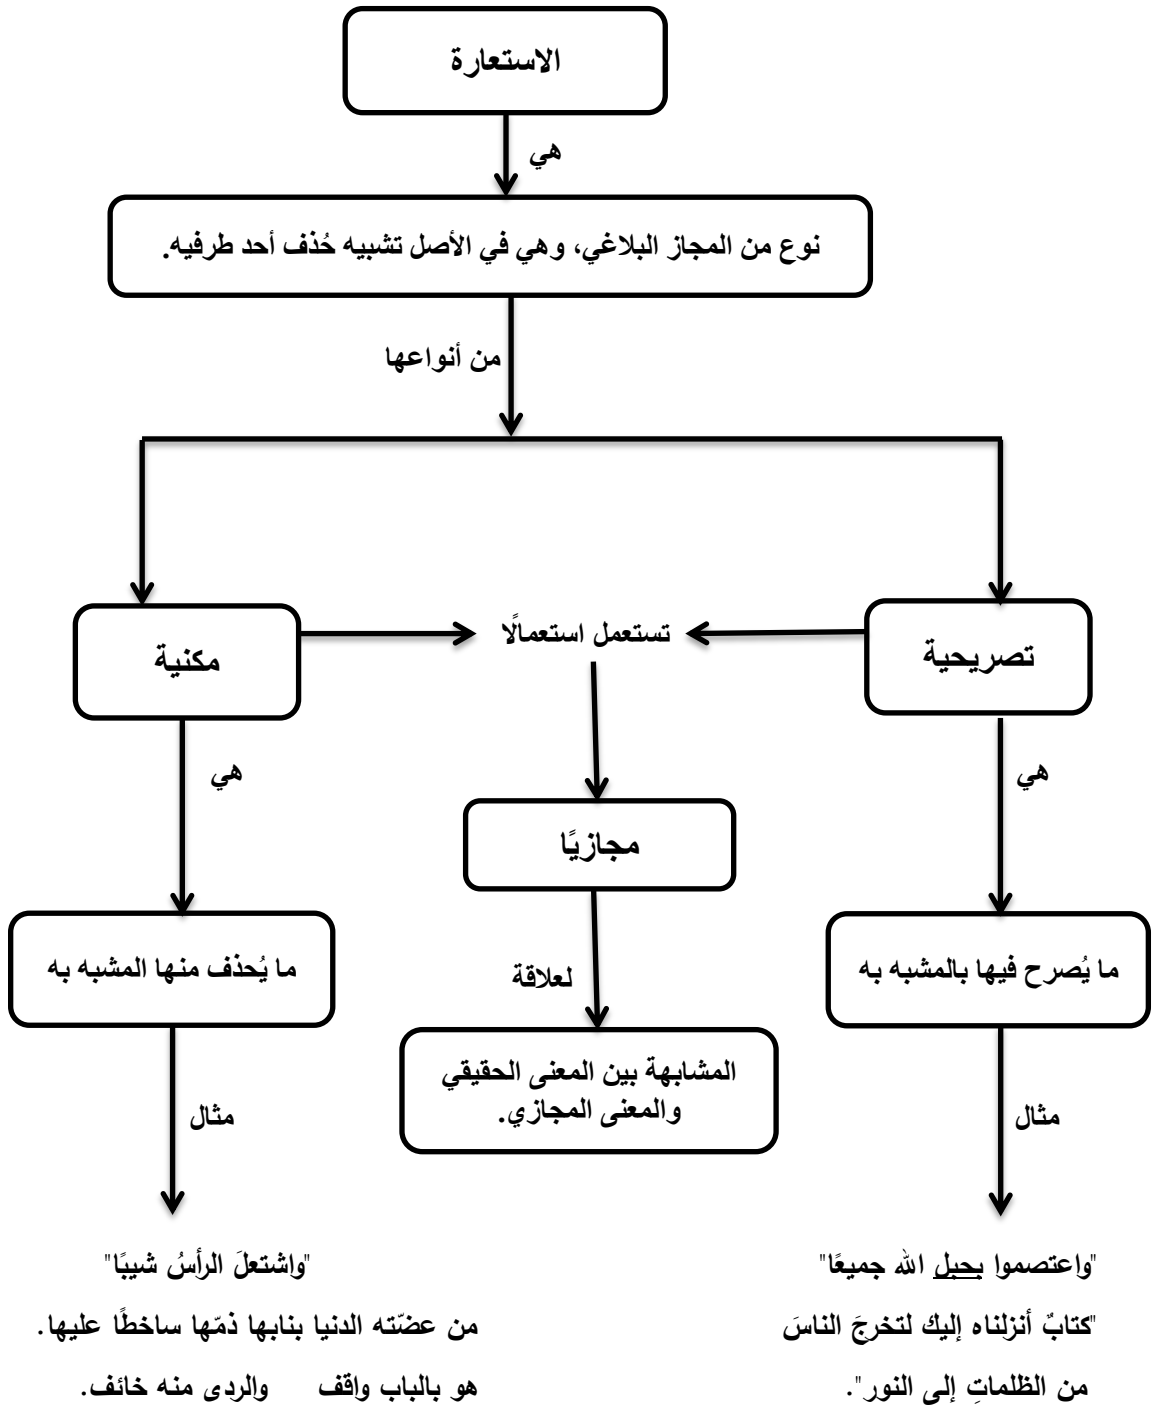 الاستعارة
هي
نوع من المجاز البلاغي، وهي في الأصل تشبيه حُذف أحد طرفيه.
من أنواعها
تصريحية
تستعمل استعمالًا
مكنية
هي
هي
مجازيًا
ما يُصرح فيها بالمشبه به
لعلاقة
ما يُحذف منها المشبه به
المشابهة بين المعنى الحقيقي
والمعنى المجازي.
مثال
مثال
"واعتصموا بحبل الله جميعًا"
"كتابٌ أنزلناه إليك لتخرجَ الناسَ
من الظلماتِ إلى النور".
"واشتعلَ الرأسُ شيبًا"
من عضّته الدنيا بنابها ذمّها ساخطًا عليها.
هو بالباب واقف والردى منه خائف.